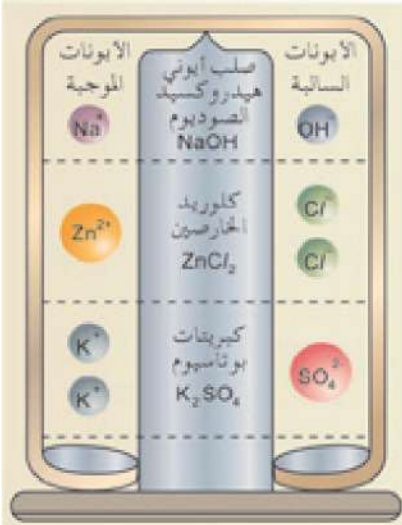 الأيونات السالبة
الأيونات الموجبة
صلب أيوني
هيدروكسيد
الصوديوم
NaOH
OH⁻
Na⁺
كلوريد
الخارصين
ZnCl₂
Cl⁻
Cl⁻
Zn²⁺
كبريتات
بوتاسيوم
K₂SO₄
SO₄²⁻
K⁺
K⁺